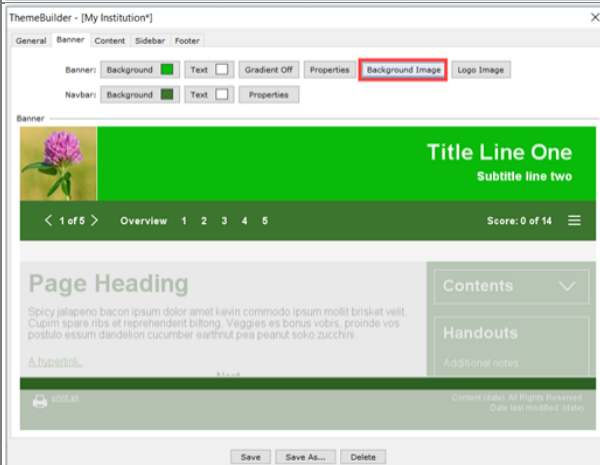 ThemeBuilder - [My Institution*]
General Banner Content Sidebar Footer
Banner: Background Text Gradient Off Properties Background Image Logo Image
Navbar: Background Text Properties
Banner
Title Line One
Subtitle line two
1 of 5 Overview 1 2 3 4 5 Score: 0 of 14
Page Heading
Spicy jalapeno bacon ipsum dolor amet kevin commodo ipsum mollit brisket velit.
Cupim spare ribs et reprehenderit biltong. Veggies es bonus vobis, proinde vos
postulo essum dandelion cucumber earthnut pea peanut soko zucchini.
A hyperlink.
Next
Contents
Handouts
Additional notes
print all
Content (date). All Rights Reserved.
Date last modified: (date)
Save Save As... Delete